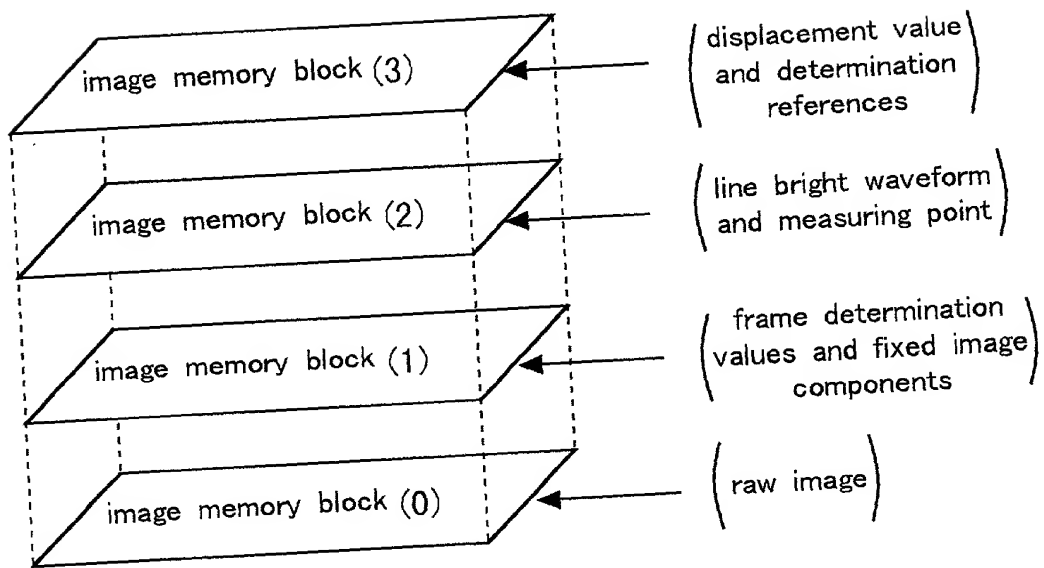 image memory block (3)
displacement value
and determination
references
image memory block (2)
line bright waveform
and measuring point
image memory block (1)
frame determination
values and fixed image
components
image memory block (0)
raw image